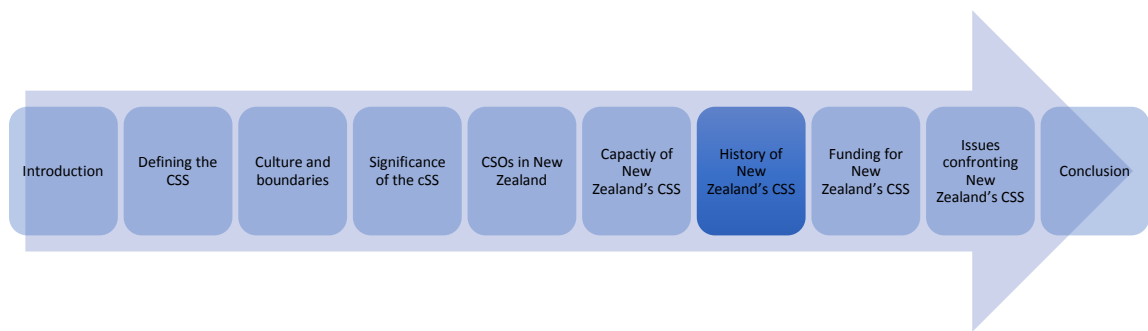 Introduction
Defining the
CSS
Culture and
boundaries
Significance
of the cSS
CSOs in New
Zealand
Capactiy of
New
Zealand's CSS
History of
New
Zealand's CSS
Funding for
New
Zealand's CSS
Issues
confronting
New
Zealand's CSS
Conclusion